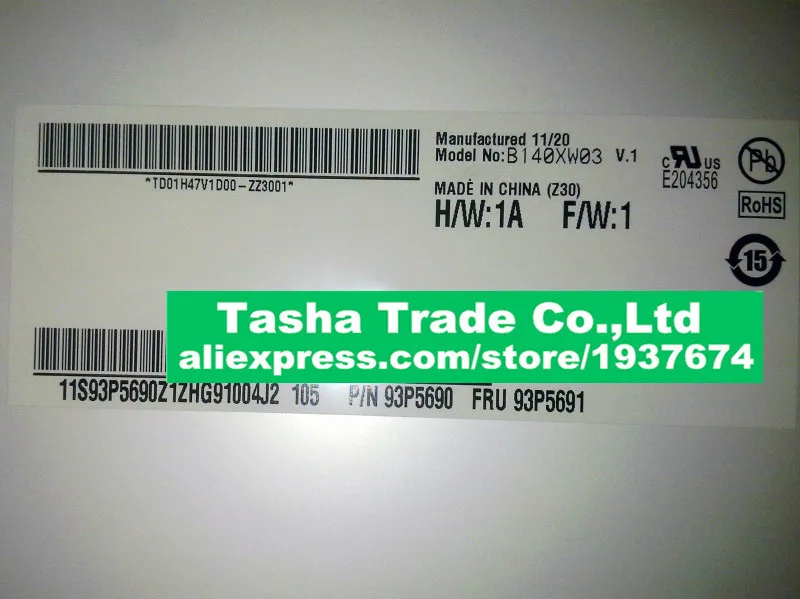 Manufactured 11/20
Model No:B140XW03 V.1
*TD01H47V1D00-ZZ3001*
MADE IN CHINA (Z30)
H/W:1A F/W:1
c RU US
E204356
Pb
RoHS
15
Tasha Trade Co.,Ltd
aliexpress.com/store/1937674
11S93P5690Z1ZHG91004J2 105 P/N 93P5690 FRU 93P5691